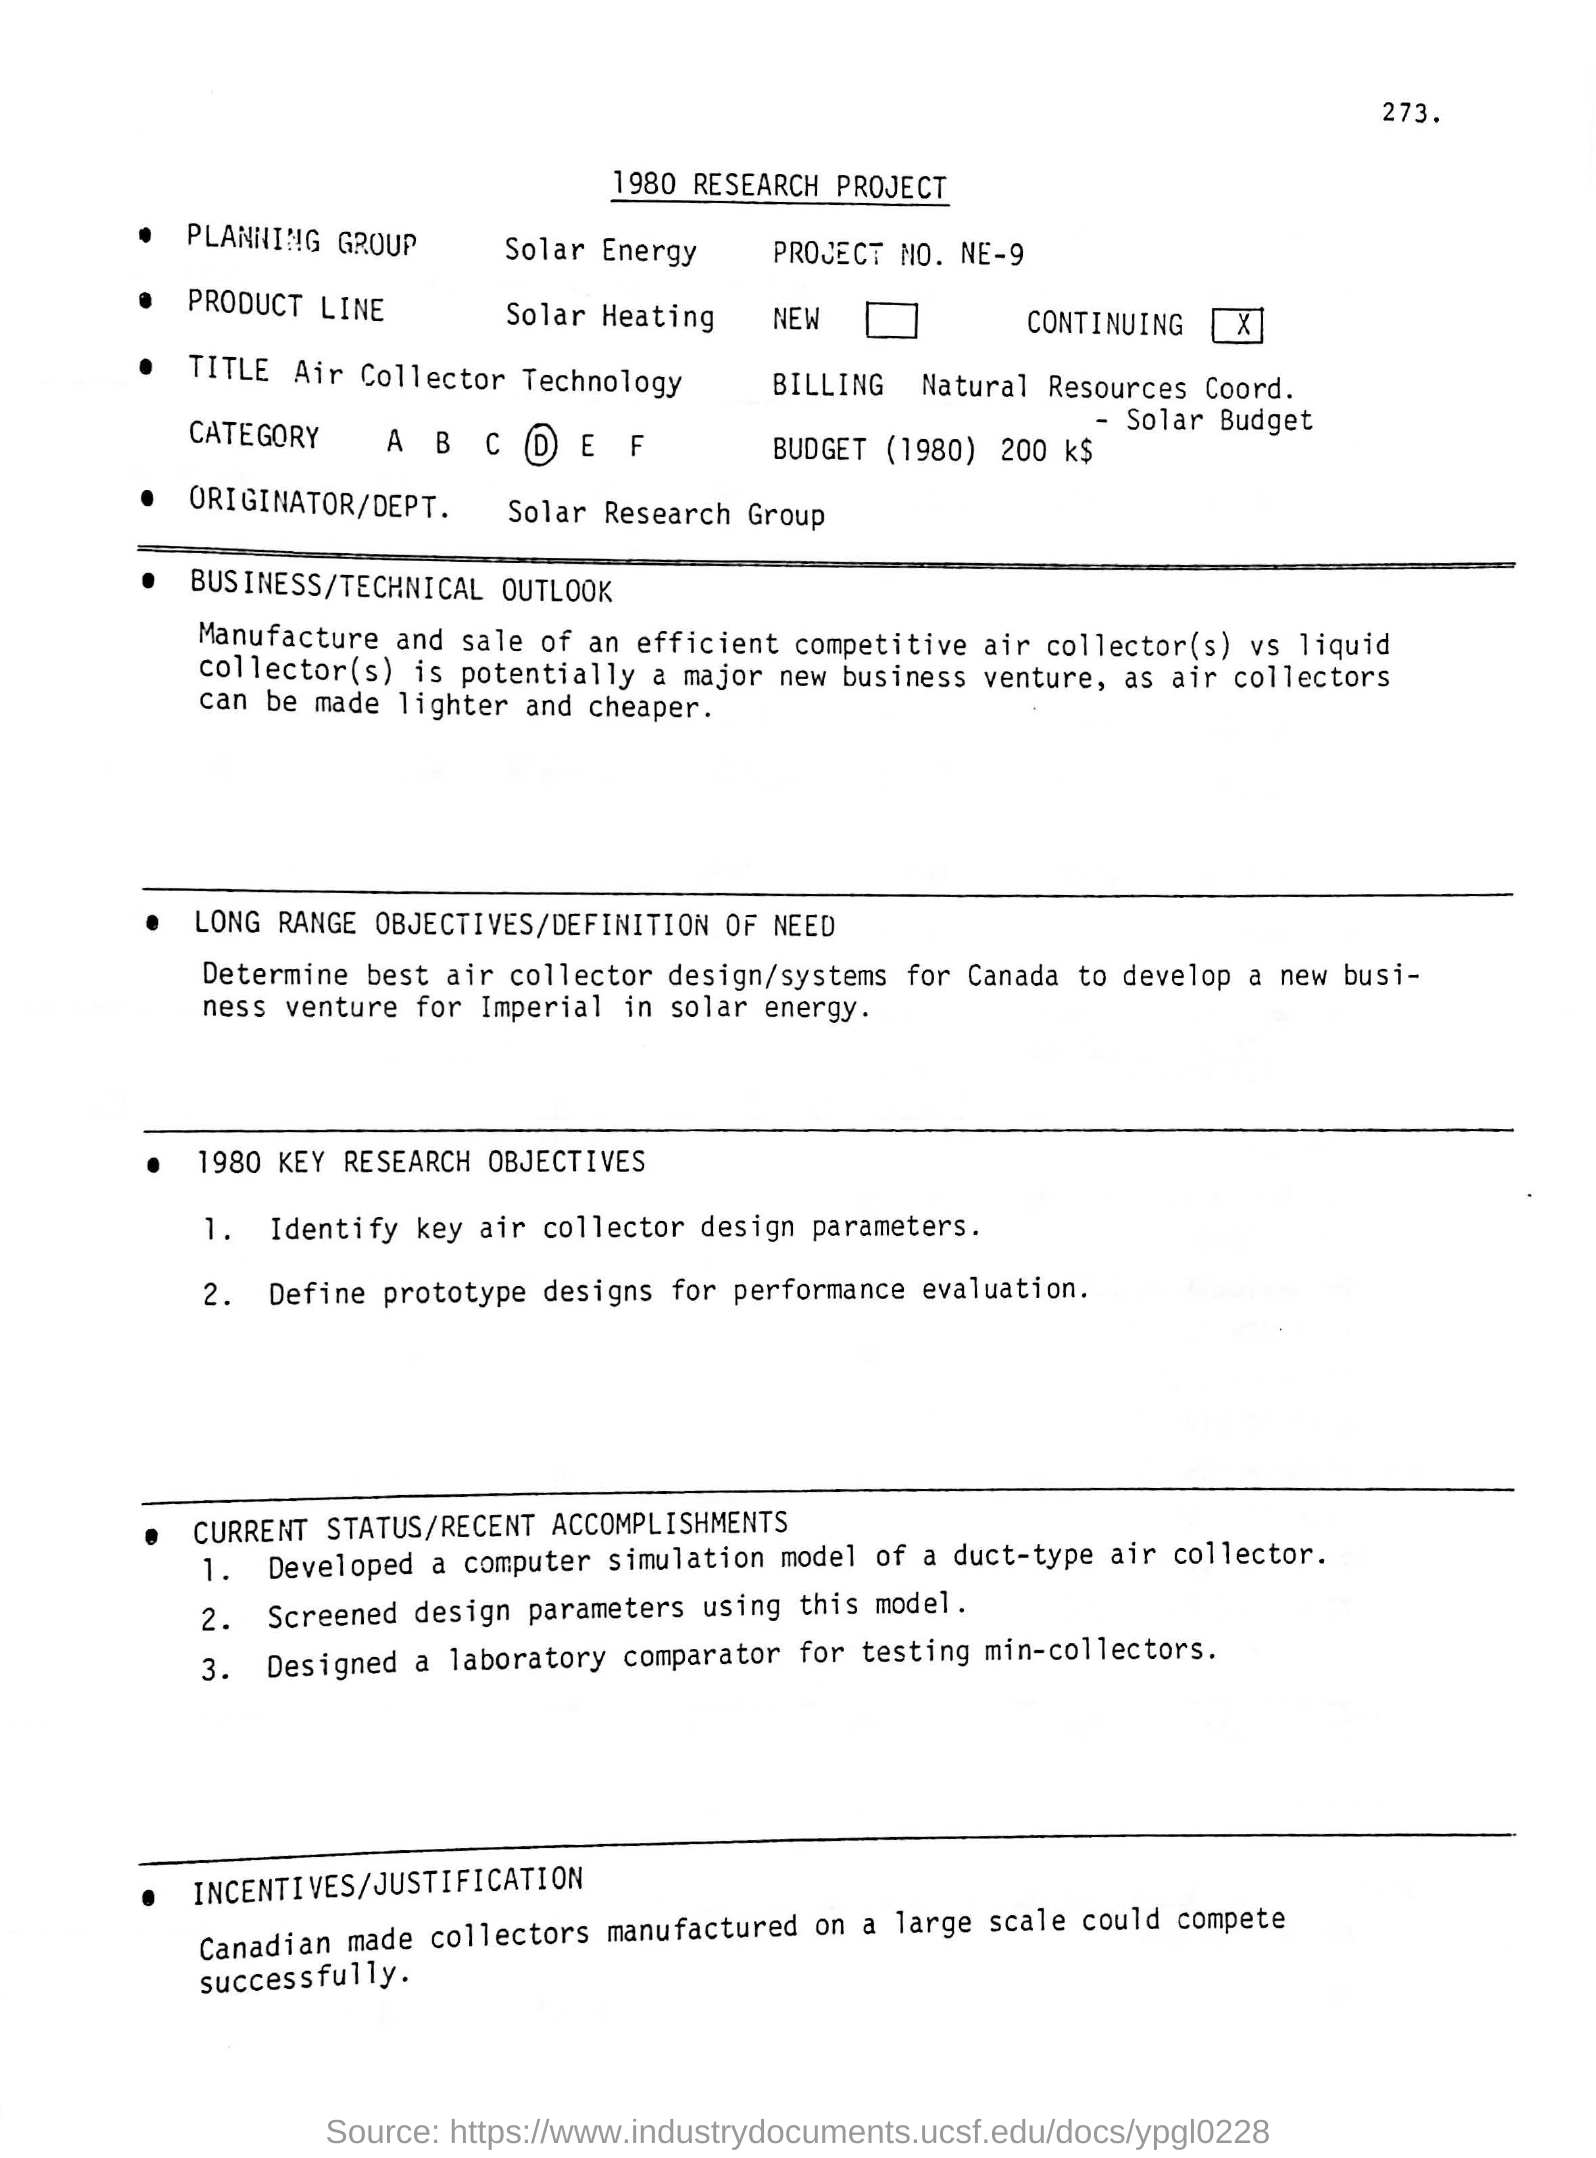 273.
1980 RESEARCH PROJECT
PLANNING GROUP Solar Energy PROJECT NO. NE-9
PRODUCT LINE Solar Heating NEW CONTINUING X
TITLE Air Collector Technology BILLING Natural Resources Coord.
- Solar Budget
CATEGORY A B C D E F BUDGET (1980) 200 k$
ORIGINATOR/DEPT. Solar Research Group
BUSINESS/TECHNICAL OUTLOOK
Manufacture and sale of an efficient competitive air collector(s) vs liquid
collector(s) is potentially a major new business venture, as air collectors
can be made lighter and cheaper.
LONG RANGE OBJECTIVES/DEFINITION OF NEED
Determine best air collector design/systems for Canada to develop a new busi-
ness venture for Imperial in solar energy.
1980 KEY RESEARCH OBJECTIVES
1. Identify key air collector design parameters.
2. Define prototype designs for performance evaluation.
CURRENT STATUS/RECENT ACCOMPLISHMENTS
1. Developed a computer simulation model of a duct-type air collector.
2. Screened design parameters using this model.
3. Designed a laboratory comparator for testing min-collectors.
INCENTIVES/JUSTIFICATION
Canadian made collectors manufactured on a large scale could compete
successfully.
Source: https://www.industrydocuments.ucsf.edu/docs/ypgl0228